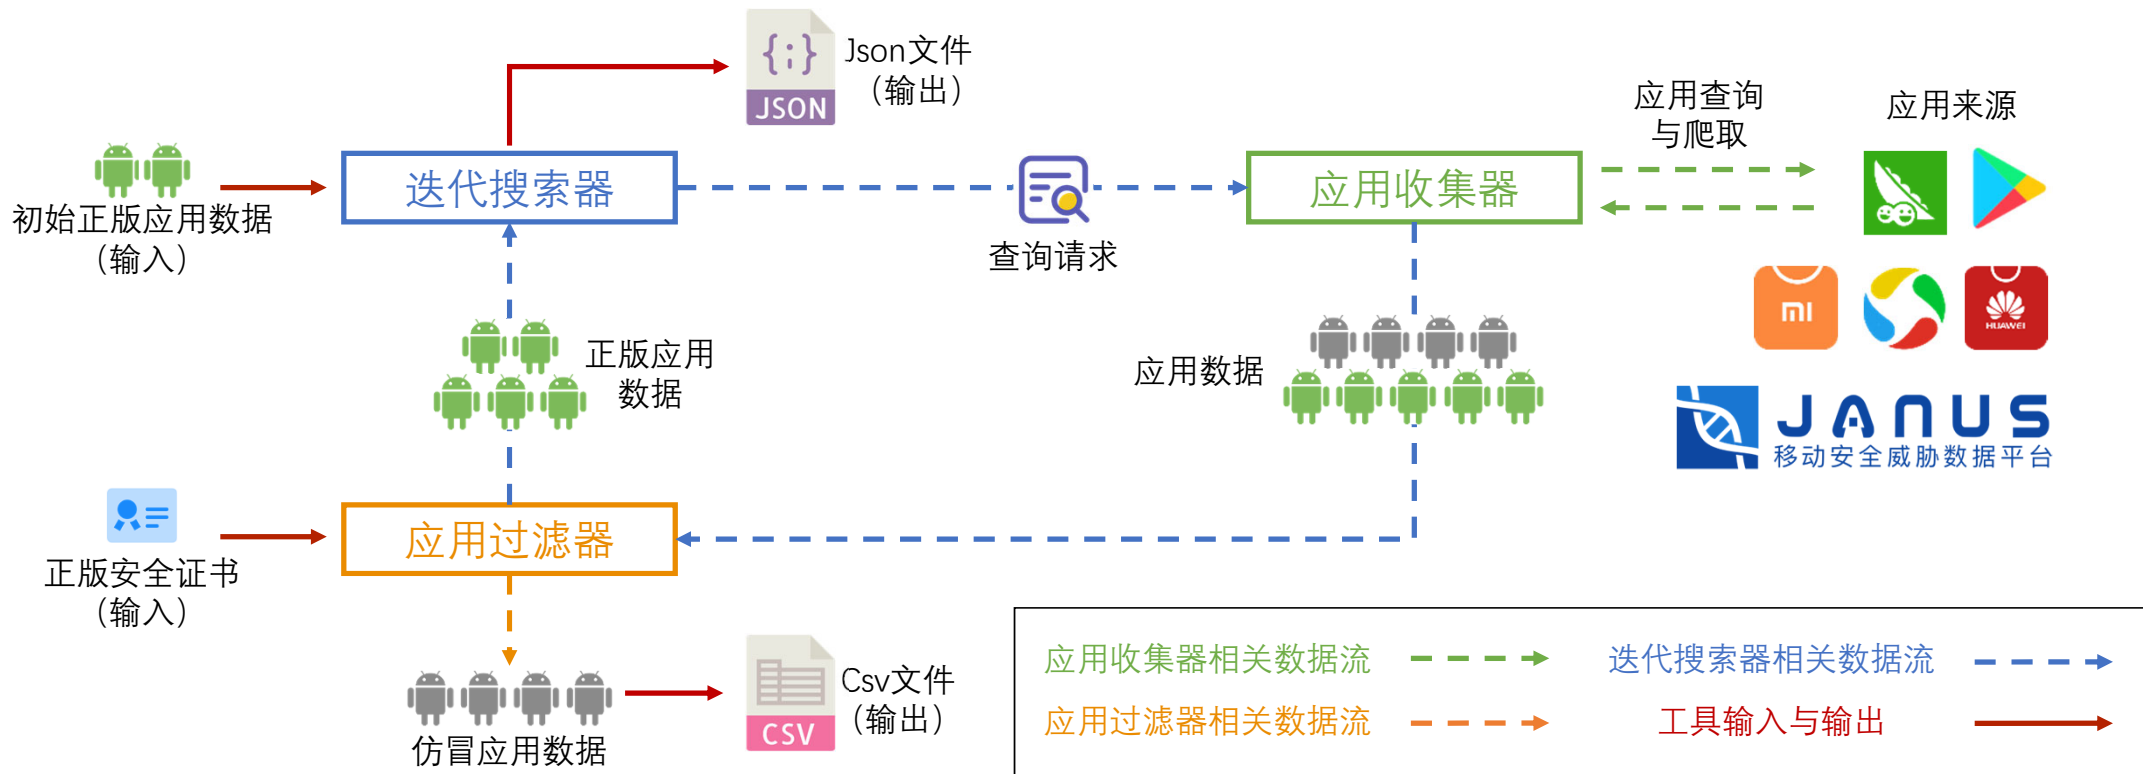 Json文件
（输出）
JSON
应用查询
与爬取
应用来源
初始正版应用数据
（输入）
迭代搜索器
查询请求
应用收集器
mi
HUAWEI
正版应用
数据
应用数据
JANUS
移动安全威胁数据平台
正版安全证书
（输入）
应用过滤器
仿冒应用数据
Csv文件
（输出）
CSV
应用收集器相关数据流
迭代搜索器相关数据流
应用过滤器相关数据流
工具输入与输出